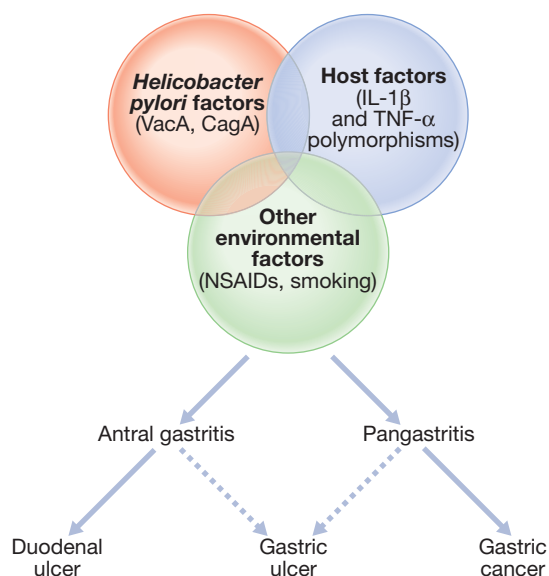 Helicobacter
pylori factors
(VacA, CagA)
Host factors
(IL-1β
and TNF-α
polymorphisms)
Other
environmental
factors
(NSAIDs, smoking)
Antral gastritis
Pangastritis
Duodenal
ulcer
Gastric
ulcer
Gastric
cancer